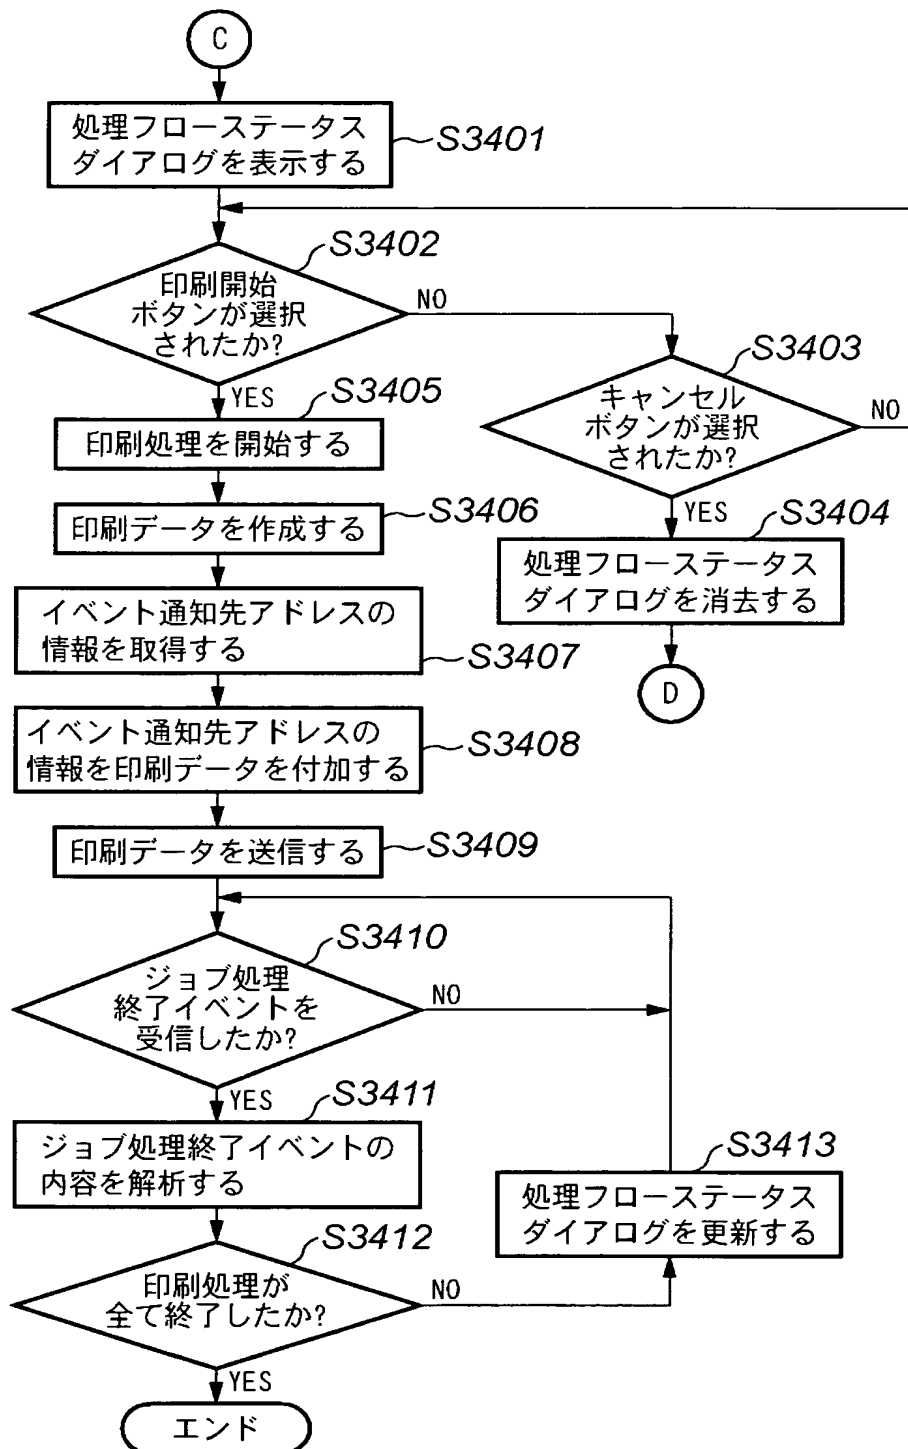 C
処理フローステータス
ダイアログを表示する
S3401
S3402
印刷開始
ボタンが選択
されたか?
NO
YES
S3403
キャンセル
ボタンが選択
されたか?
NO
YES
S3404
処理フローステータス
ダイアログを消去する
D
S3405
印刷処理を開始する
印刷データを作成する
S3406
イベント通知先アドレスの
情報を取得する
S3407
イベント通知先アドレスの
情報を印刷データを付加する
S3408
印刷データを送信する
S3409
S3410
ジョブ処理
終了イベントを
受信したか?
NO
YES
S3411
ジョブ処理終了イベントの
内容を解析する
S3412
印刷処理が
全て終了したか?
NO
YES
S3413
処理フローステータス
ダイアログを更新する
エンド